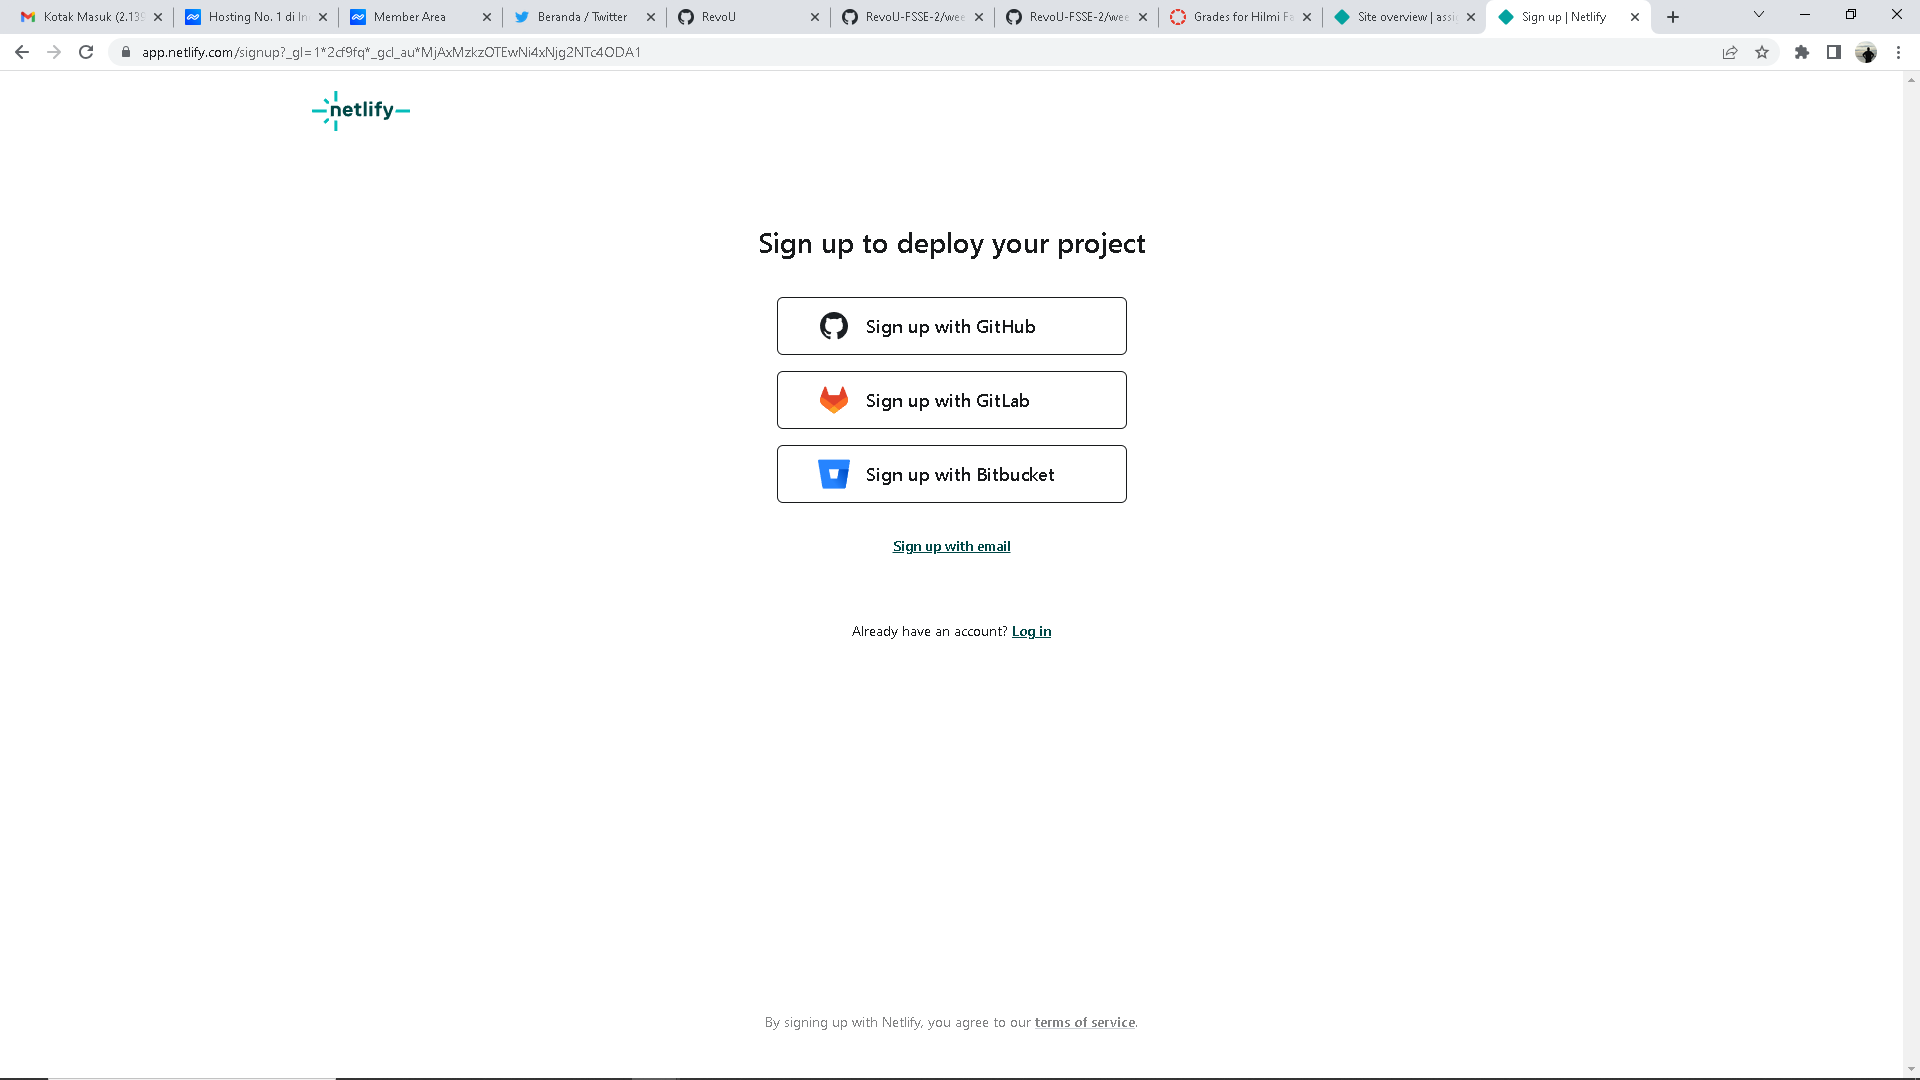 Kotak Masuk (2.139
Hosting No. 1 di In
Member Area
Beranda / Twitter
RevoU
RevoU-FSSE-2/wee
RevoU-FSSE-2/wee
Grades for Hilmi Fa
Site overview | assig
Sign up | Netlify
app.netlify.com/signup?_gl=1*2cf9fq*_gcl_au*MjAxMzkzOTEwNi4xNjg2NTc4ODA1
netlify
Sign up to deploy your project
Sign up with GitHub
Sign up with GitLab
Sign up with Bitbucket
Sign up with email
Already have an account? Log in
By signing up with Netlify, you agree to our terms of service.